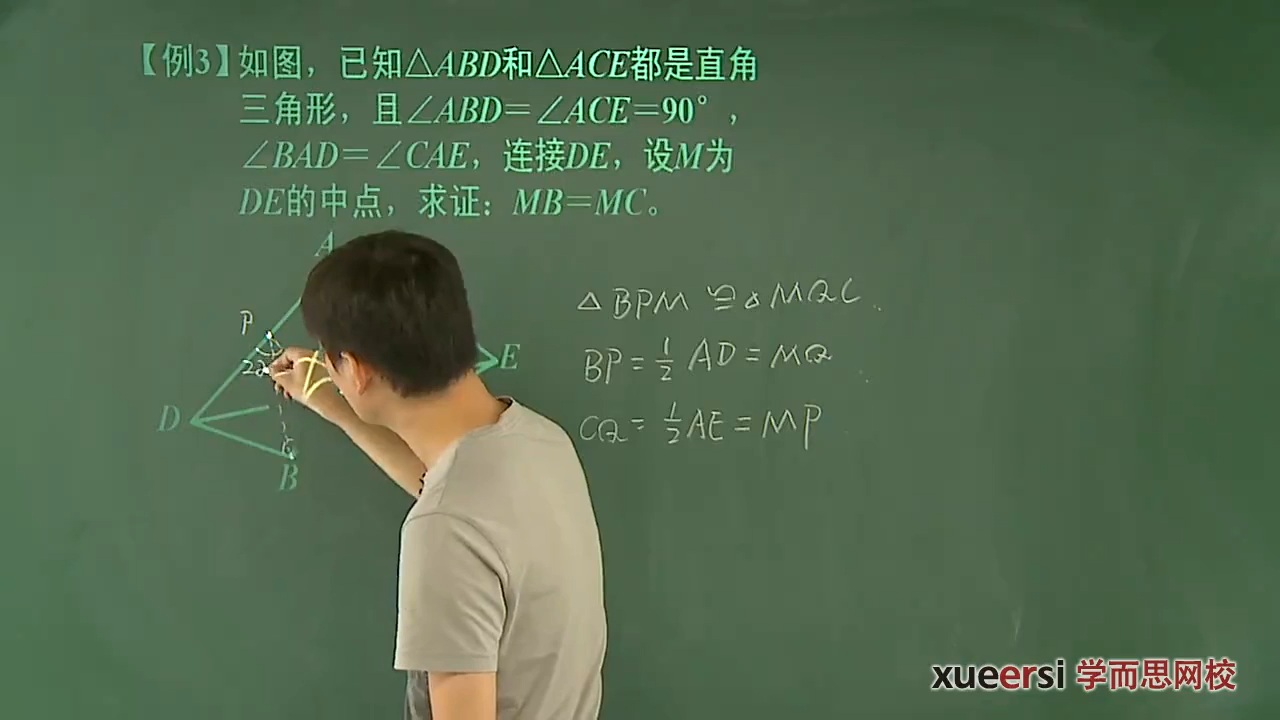 【例3】如图，已知△ABD和△ACE都是直角
三角形，且∠ABD＝∠ACE＝90°，
∠BAD＝∠CAE，连接DE，设M为
DE的中点，求证：MB＝MC。
A
P
E
D
B
△BPM ≌ △MQC
BP = 1/2 AD = MQ
CQ = 1/2 AE = MP
xueersi 学而思网校